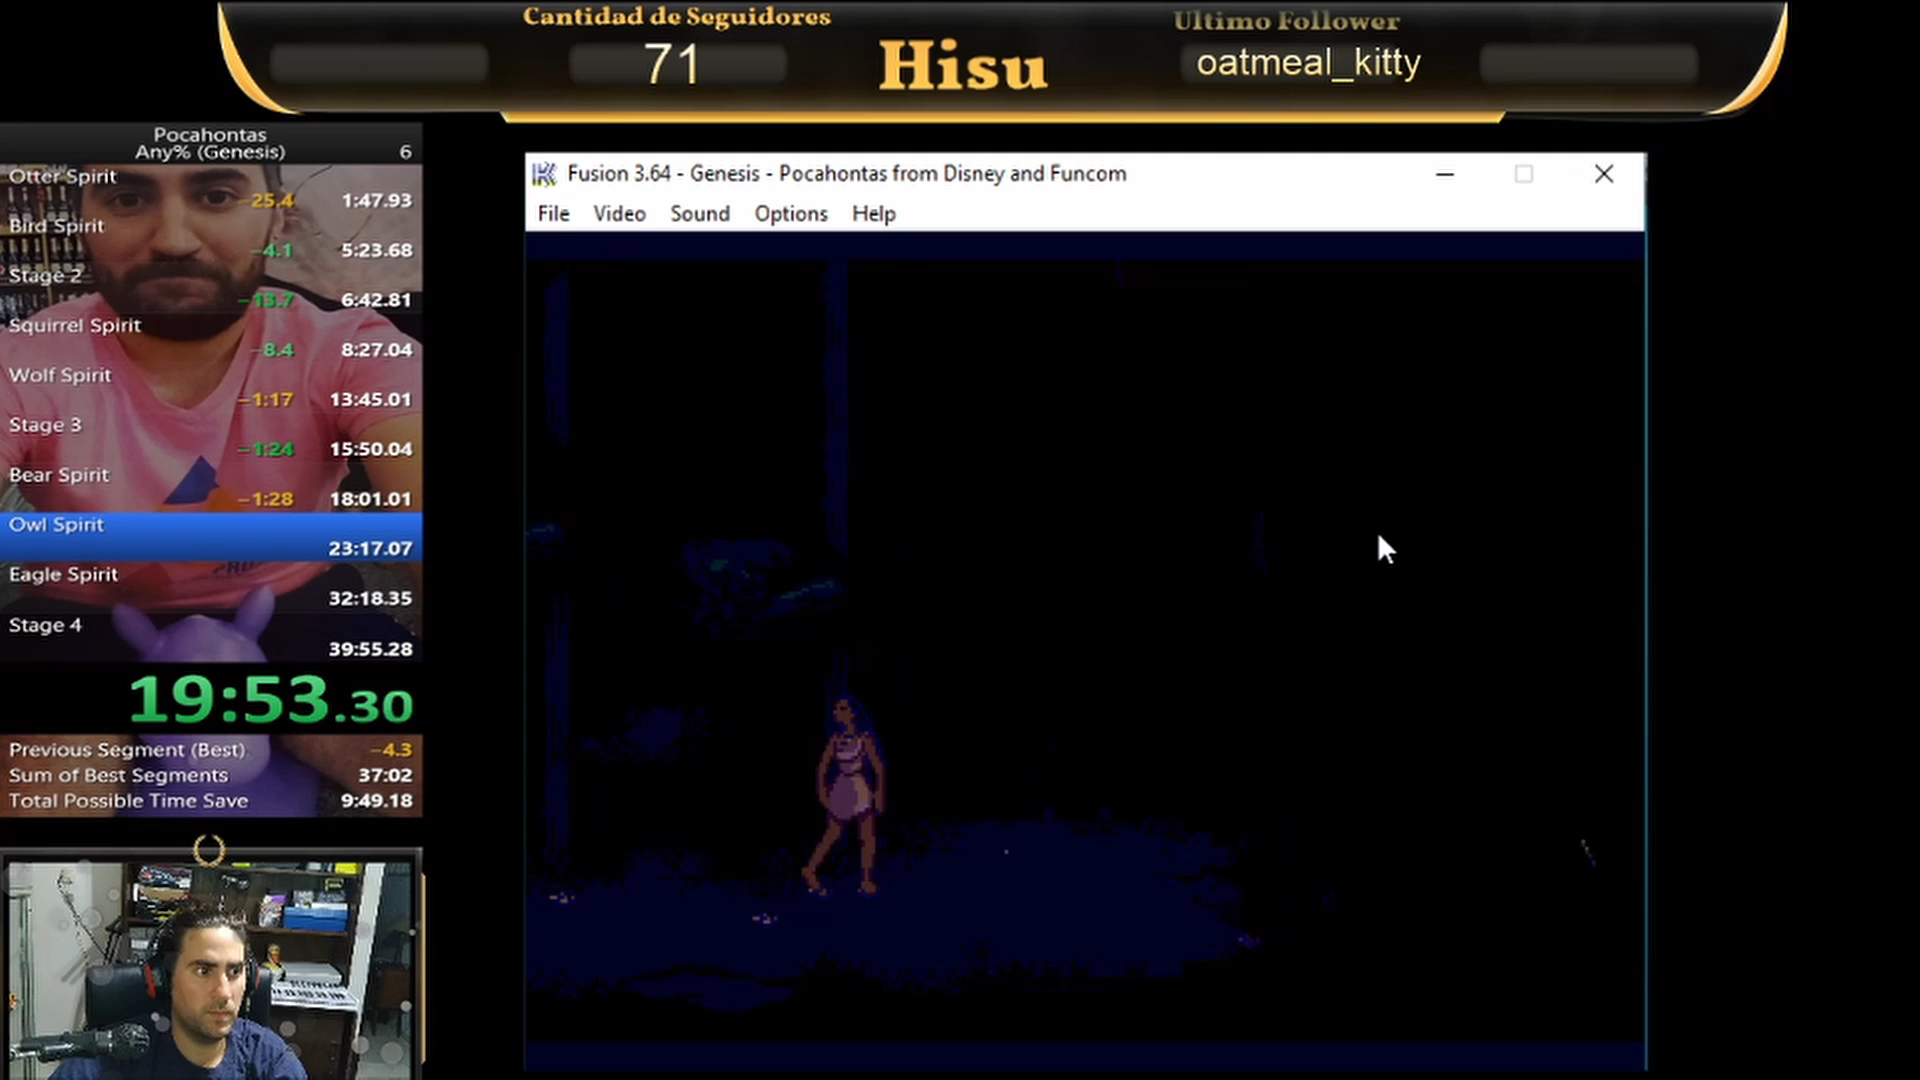 Cantidad de Seguidores
71
Hisu
Ultimo Follower
oatmeal_kitty
Pocahontas
Any% (Genesis) 6
Otter Spirit
-25.4 1:47.93
Bird Spirit
-4.1 5:23.68
Stage 2
-13.7 6:42.81
Squirrel Spirit
-8.4 8:27.04
Wolf Spirit
-1:17 13:45.01
Stage 3
-1:24 15:50.04
Bear Spirit
-1:28 18:01.01
Owl Spirit
23:17.07
Eagle Spirit
32:18.35
Stage 4
39:55.28
19:53.30
Previous Segment (Best) -4.3
Sum of Best Segments 37:02
Total Possible Time Save 9:49.18
Fusion 3.64 - Genesis - Pocahontas from Disney and Funcom
File Video Sound Options Help